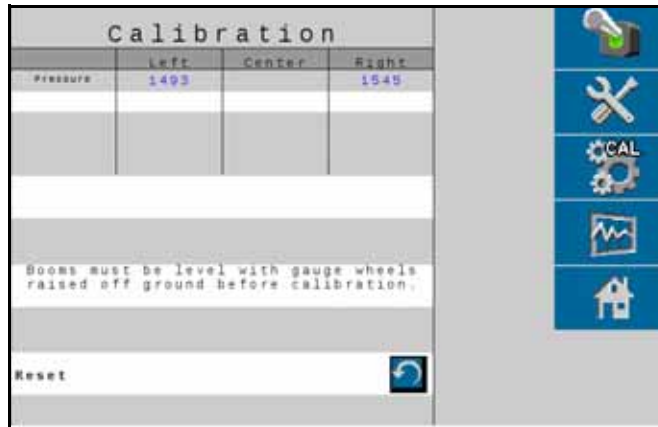 Calibration
Left Center Right
Pressure 1493 1545
Booms must be level with gauge wheels
raised off ground before calibration.
Reset
CAL